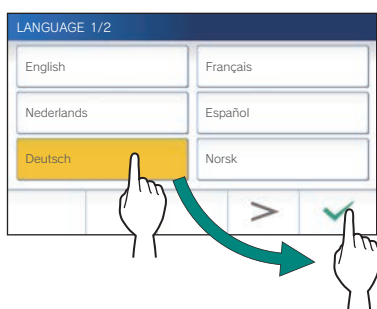 LANGUAGE 1/2
English
Français
Nederlands
Español
Deutsch
Norsk
>